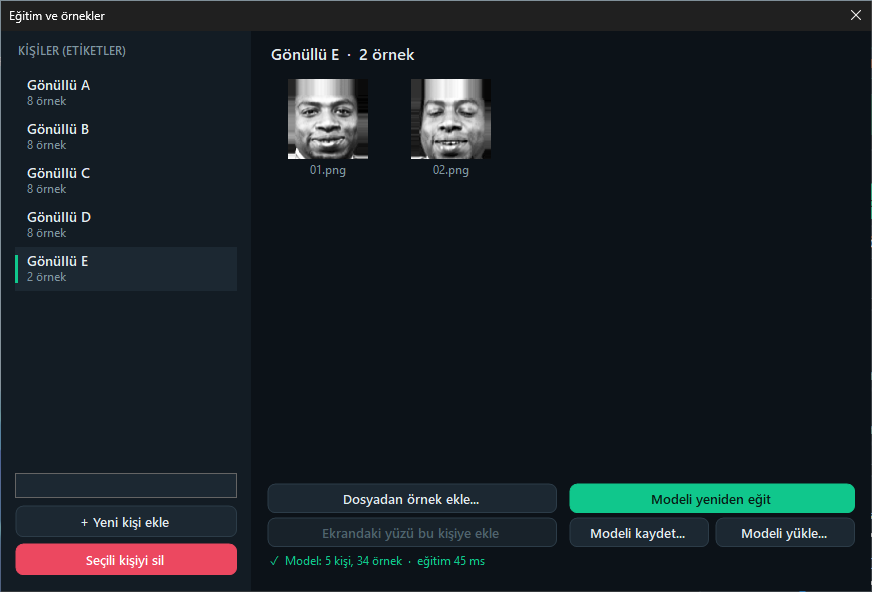 Eğitim ve örnekler
KİŞİLER (ETİKETLER)
Gönüllü A
8 örnek
Gönüllü B
8 örnek
Gönüllü C
8 örnek
Gönüllü D
8 örnek
Gönüllü E
2 örnek
+ Yeni kişi ekle
Seçili kişiyi sil
Gönüllü E · 2 örnek
01.png
02.png
Dosyadan örnek ekle...
Modeli yeniden eğit
Ekrandaki yüzü bu kişiye ekle
Modeli kaydet...
Modeli yükle...
✓ Model: 5 kişi, 34 örnek · eğitim 45 ms